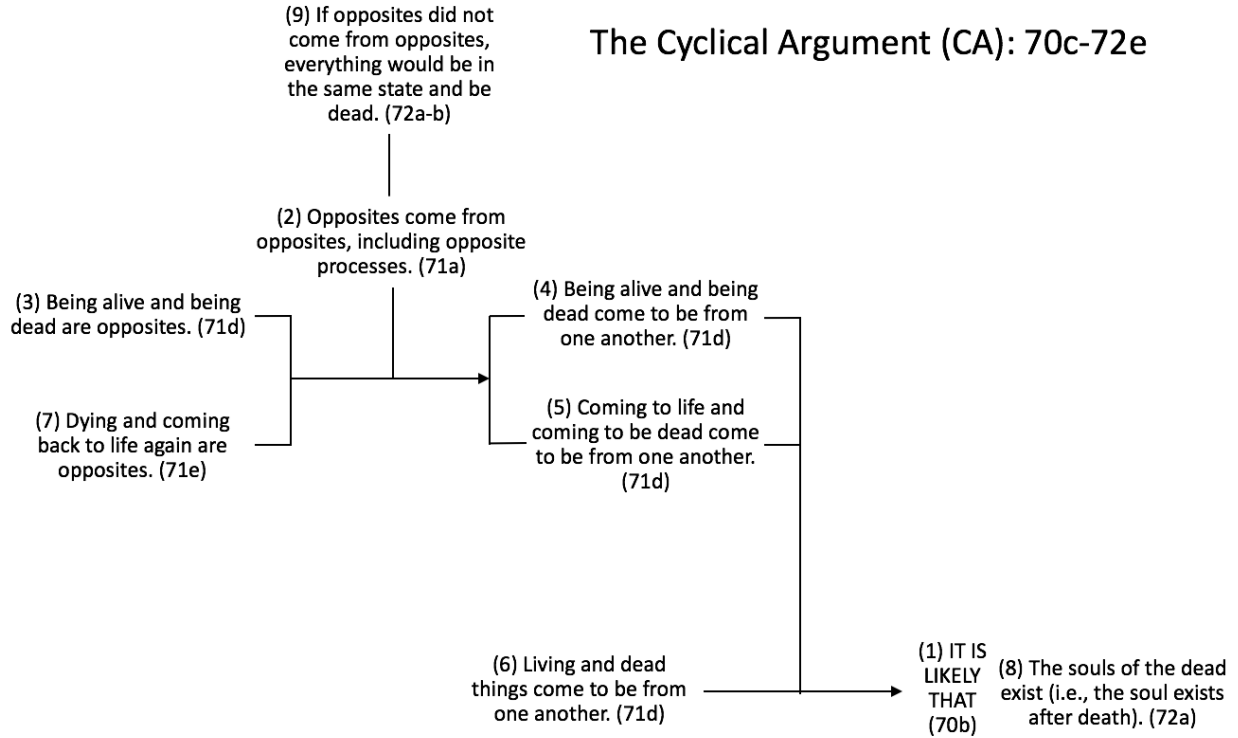 The Cyclical Argument (CA): 70c-72e
(9) If opposites did not
come from opposites,
everything would be in
the same state and be
dead. (72a-b)
(2) Opposites come from
opposites, including opposite
processes. (71a)
(3) Being alive and being
dead are opposites. (71d)
(7) Dying and coming
back to life again are
opposites. (71e)
(4) Being alive and being
dead come to be from
one another. (71d)
(5) Coming to life and
coming to be dead come
to be from one another.
(71d)
(6) Living and dead
things come to be from
one another. (71d)
(1) IT IS
LIKELY
THAT
(70b)
(8) The souls of the dead
exist (i.e., the soul exists
after death). (72a)